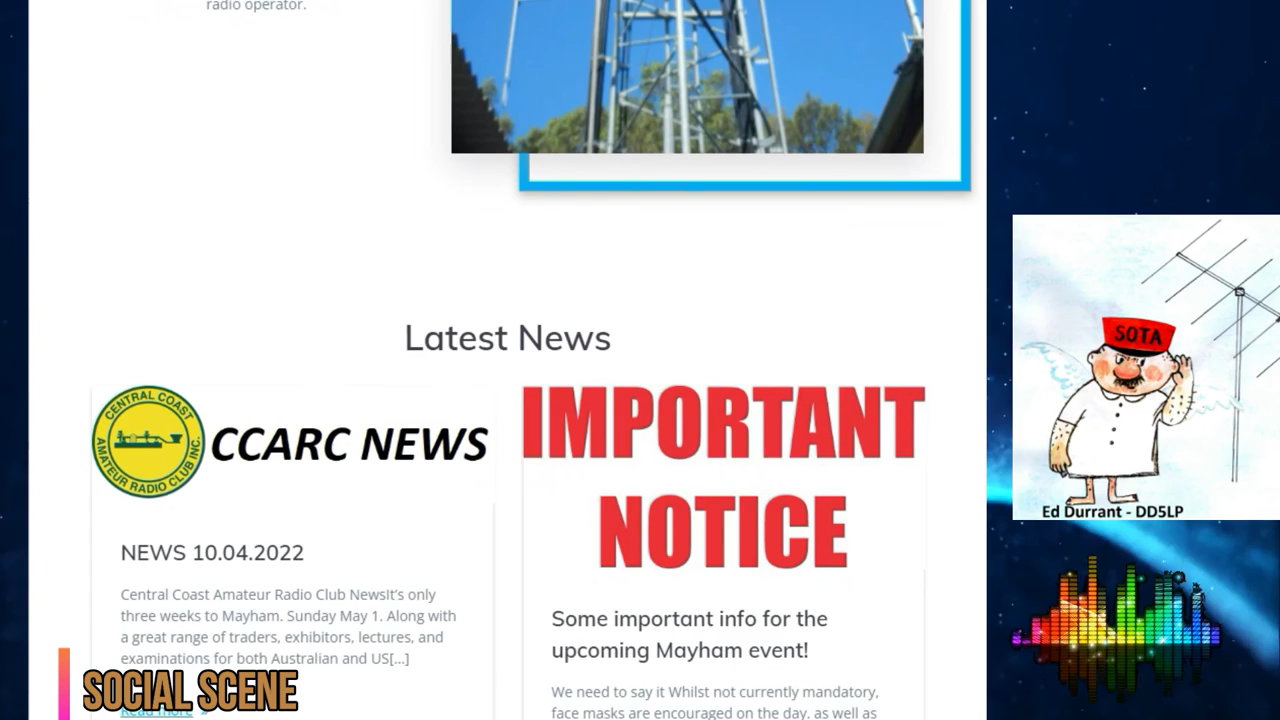 radio operator.
Latest News
CENTRAL COAST
AMATEUR RADIO CLUB INC.
CCARC NEWS
NEWS 10.04.2022
Central Coast Amateur Radio Club NewsIt's only
three weeks to Mayham. Sunday May 1. Along with
a great range of traders, exhibitors, lectures, and
examinations for both Australian and US[...]
Read more »
IMPORTANT
NOTICE
Some important info for the
upcoming Mayham event!
We need to say it Whilst not currently mandatory,
face masks are encouraged on the day, as well as
SOTA
Ed Durrant - DD5LP
SOCIAL SCENE